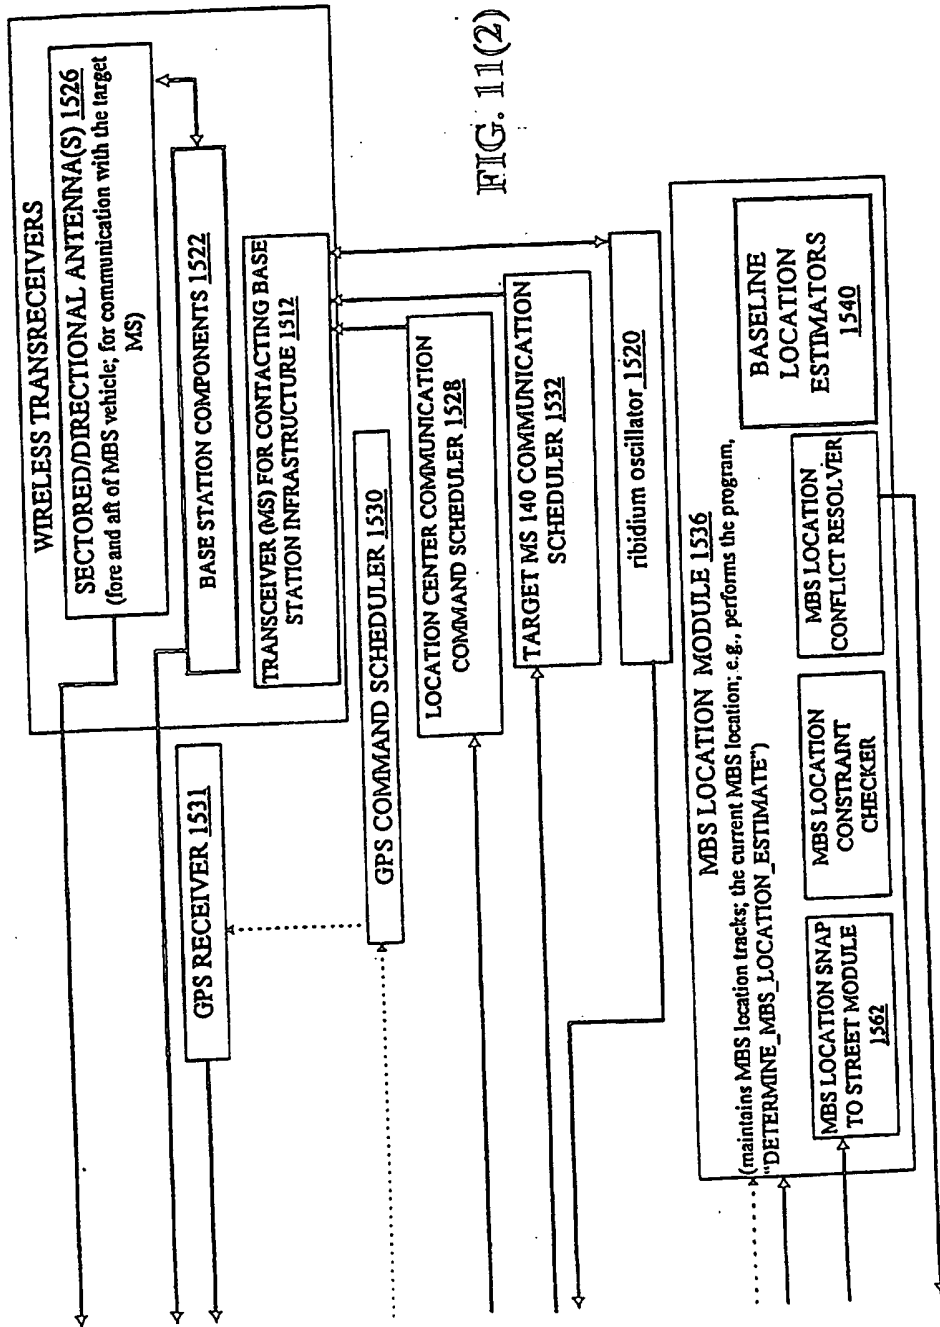 WIRELESS TRANSRECEIVERS
SECTORED/DIRECTIONAL ANTENNA(S) 1526
(fore and aft of MBS vehicle; for communication with the target
MS)
BASE STATION COMPONENTS 1522
TRANSCEIVER (MS) FOR CONTACTING BASE
STATION INFRASTRUCTURE 1512
GPS RECEIVER 1531
GPS COMMAND SCHEDULER 1530
LOCATION CENTER COMMUNICATION
COMMAND SCHEDULER 1528
TARGET MS 140 COMMUNICATION
SCHEDULER 1532
ribidium oscillator 1520
MBS LOCATION MODULE 1536
(maintains MBS location tracks; the current MBS location; e.g., performs the program,
"DETERMINE_MBS_LOCATION_ESTIMATE")
MBS LOCATION SNAP
TO STREET MODULE
1562
MBS LOCATION
CONSTRAINT
CHECKER
MBS LOCATION
CONFLICT RESOLVER
BASELINE
LOCATION
ESTIMATORS
1540
FIG. 11(2)